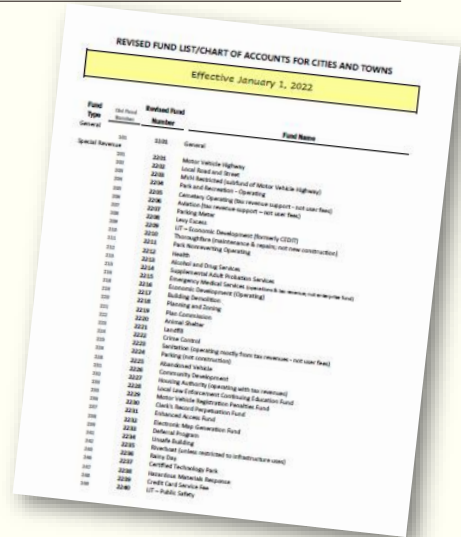 REVISED FUND LIST/CHART OF ACCOUNTS FOR CITIES AND TOWNS
Effective January 1, 2022
Fund Type Old Fund Number Revised Fund Number Fund Name
General
1101 General
Special Revenue
2201 Motor Vehicle Highway
2202 Local Road and Street
2203 MVH Restricted (subfund of Motor Vehicle Highway)
2204 Park and Recreation - Operating
2205 Cemetery Operating (tax revenue support - not user fees)
2206 Aviation (tax revenue support – not user fees)
2207 Parking Meter
2208 Levy Excess
2209 LIT – Economic Development (formerly CEDIT)
2210 Thoroughfare (maintenance & repairs; not new construction)
2211 Park Nonreverting Operating
2212 Health
2213 Alcohol and Drug Services
2214 Supplemental Adult Probation Services
2215 Emergency Medical Services (operations & tax revenue, not enterprise fund)
2216 Economic Development (Operating)
2217 Building Demolition
2218 Planning and Zoning
2219 Plan Commission
2220 Animal Shelter
2221 Landfill
2222 Crime Control
2223 Sanitation (operating mostly from tax revenues - not user fees)
2224 Parking (not construction)
2225 Abandoned Vehicle
2226 Community Development
2227 Housing Authority (operating with tax revenues)
2228 Local Law Enforcement Continuing Education Fund
2229 Motor Vehicle Registration Penalties Fund
2230 Clerk's Record Perpetuation Fund
2231 Enhanced Access Fund
2232 Electronic Map Generation Fund
2233 Deferral Program
2234 Unsafe Building
2235 Riverboat (unless restricted to infrastructure uses)
2236 Rainy Day
2237 Certified Technology Park
2238 Hazardous Materials Response
2239 Credit Card Service Fee
2240 LIT – Public Safety